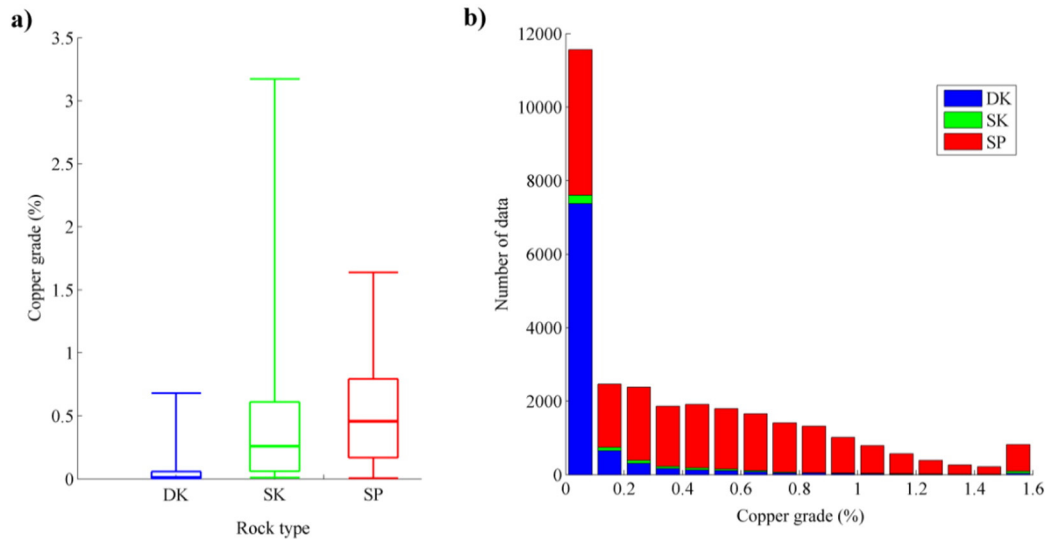 a)
3.5
3
2.5
2
1.5
1
0.5
0
Copper grade (%)
DK
SK
SP
Rock type
b)
12000
10000
8000
6000
4000
2000
0
Number of data
DK
SK
SP
0
0.2
0.4
0.6
0.8
1
1.2
1.4
1.6
Copper grade (%)